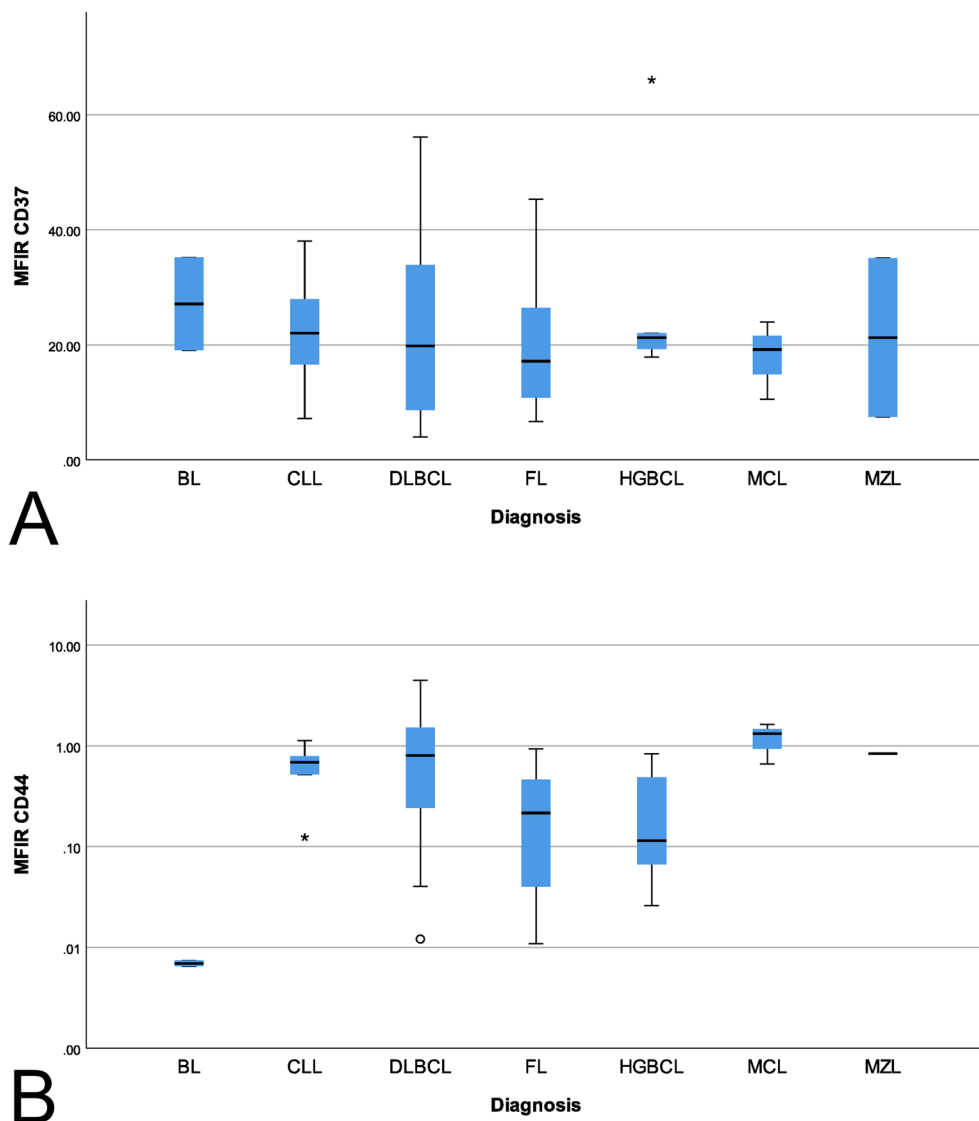 MFIR CD37
60.00
40.00
20.00
.00
BL CLL DLBCL FL HGBCL MCL MZL
Diagnosis
A
MFIR CD44
10.00
1.00
.10
.01
.00
BL CLL DLBCL FL HGBCL MCL MZL
Diagnosis
B